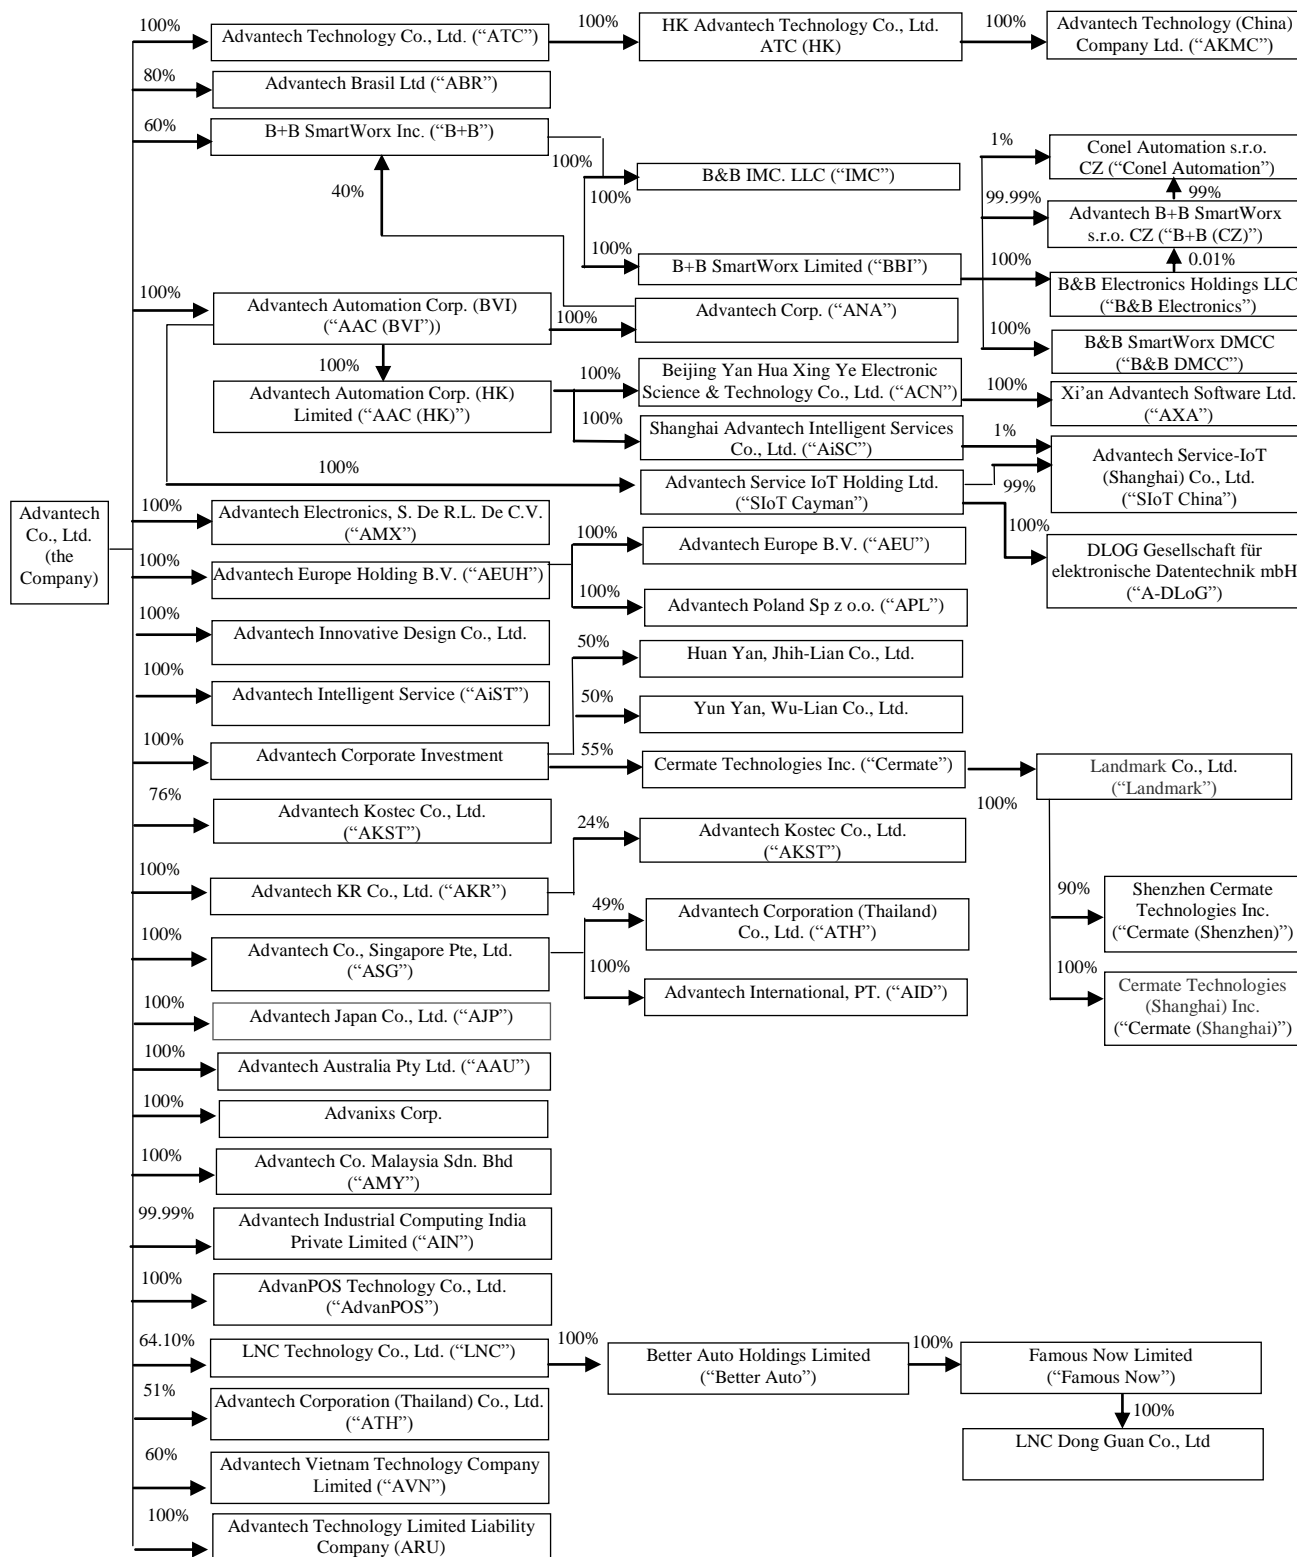 100%
Advantech Technology Co., Ltd. (“ATC”)
100%
HK Advantech Technology Co., Ltd.
ATC (HK)
100%
Advantech Technology (China)
Company Ltd. (“AKMC”)
80%
Advantech Brasil Ltd (“ABR”)
60%
B+B SmartWorx Inc. (“B+B”)
40%
100%
B&B IMC. LLC (“IMC”)
100%
B+B SmartWorx Limited (“BBI”)
1%
Conel Automation s.r.o.
CZ (“Conel Automation”)
99%
99.99%
Advantech B+B SmartWorx
s.r.o. CZ (“B+B (CZ)”)
0.01%
100%
B&B Electronics Holdings LLC
(“B&B Electronics”)
100%
B&B SmartWorx DMCC
(“B&B DMCC”)
100%
Advantech Automation Corp. (BVI)
(“AAC (BVI”))
100%
Advantech Corp. (“ANA”)
100%
Advantech Automation Corp. (HK)
Limited (“AAC (HK)”)
100%
Beijing Yan Hua Xing Ye Electronic
Science & Technology Co., Ltd. (“ACN”)
100%
Xi’an Advantech Software Ltd.
(“AXA”)
100%
Shanghai Advantech Intelligent Services
Co., Ltd. (“AiSC”)
1%
Advantech Service-IoT
(Shanghai) Co., Ltd.
(“SIoT China”)
100%
Advantech Service IoT Holding Ltd.
(“SIoT Cayman”)
99%
100%
DLOG Gesellschaft für
elektronische Datentechnik mbH
(“A-DLoG”)
Advantech
Co., Ltd.
(the
Company)
100%
Advantech Electronics, S. De R.L. De C.V.
(“AMX”)
100%
Advantech Europe Holding B.V. (“AEUH”)
100%
Advantech Europe B.V. (“AEU”)
100%
Advantech Poland Sp z o.o. (“APL”)
100%
Advantech Innovative Design Co., Ltd.
100%
Advantech Intelligent Service (“AiST”)
100%
Advantech Corporate Investment
50%
Huan Yan, Jhih-Lian Co., Ltd.
50%
Yun Yan, Wu-Lian Co., Ltd.
55%
Cermate Technologies Inc. (“Cermate”)
100%
Landmark Co., Ltd.
(“Landmark”)
90%
Shenzhen Cermate
Technologies Inc.
(“Cermate (Shenzhen)”)
100%
Cermate Technologies
(Shanghai) Inc.
(“Cermate (Shanghai)”)
76%
Advantech Kostec Co., Ltd.
(“AKST”)
100%
Advantech KR Co., Ltd. (“AKR”)
24%
Advantech Kostec Co., Ltd.
(“AKST”)
100%
Advantech Co., Singapore Pte, Ltd.
(“ASG”)
49%
Advantech Corporation (Thailand)
Co., Ltd. (“ATH”)
100%
Advantech International, PT. (“AID”)
100%
Advantech Japan Co., Ltd. (“AJP”)
100%
Advantech Australia Pty Ltd. (“AAU”)
100%
Advanixs Corp.
100%
Advantech Co. Malaysia Sdn. Bhd
(“AMY”)
99.99%
Advantech Industrial Computing India
Private Limited (“AIN”)
100%
AdvanPOS Technology Co., Ltd.
(“AdvanPOS”)
64.10%
LNC Technology Co., Ltd. (“LNC”)
100%
Better Auto Holdings Limited
(“Better Auto”)
100%
Famous Now Limited
(“Famous Now”)
100%
LNC Dong Guan Co., Ltd
51%
Advantech Corporation (Thailand) Co., Ltd.
(“ATH”)
60%
Advantech Vietnam Technology Company
Limited (“AVN”)
100%
Advantech Technology Limited Liability
Company (ARU)